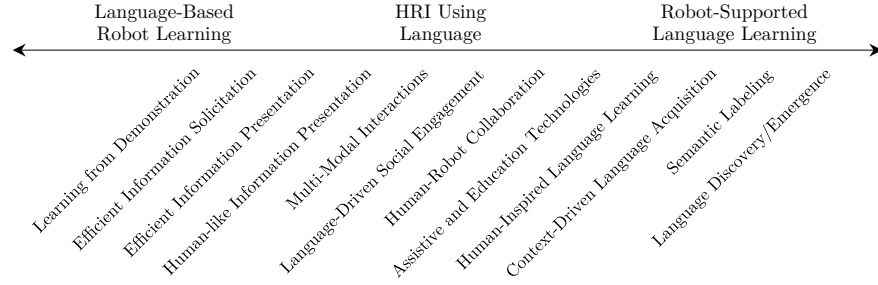 Language-Based
Robot Learning
HRI Using
Language
Robot-Supported
Language Learning
Learning from Demonstration
Efficient Information Solicitation
Efficient Information Presentation
Human-like Information Presentation
Multi-Modal Interactions
Language-Driven Social Engagement
Human-Robot Collaboration
Assistive and Education Technologies
Human-Inspired Language Learning
Context-Driven Language Acquisition
Semantic Labeling
Language Discovery/Emergence